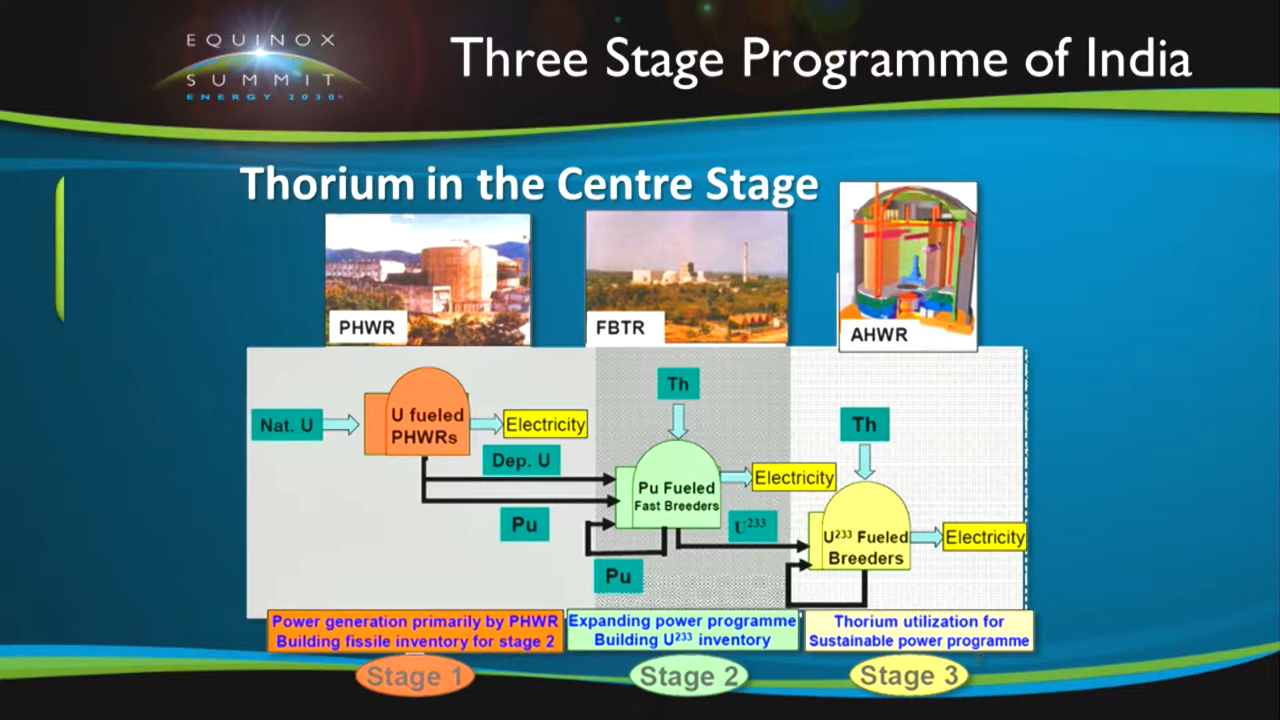 EQUINOX
SUMMIT
ENERGY 2030
Three Stage Programme of India
Thorium in the Centre Stage
PHWR
FBTR
AHWR
Nat. U
U fueled
PHWRs
Electricity
Dep. U
Pu
Th
Pu Fueled
Fast Breeders
Electricity
U²³³
Pu
Th
U²³³ Fueled
Breeders
Electricity
Power generation primarily by PHWR
Building fissile inventory for stage 2
Expanding power programme
Building U²³³ inventory
Thorium utilization for
Sustainable power programme
Stage 1
Stage 2
Stage 3